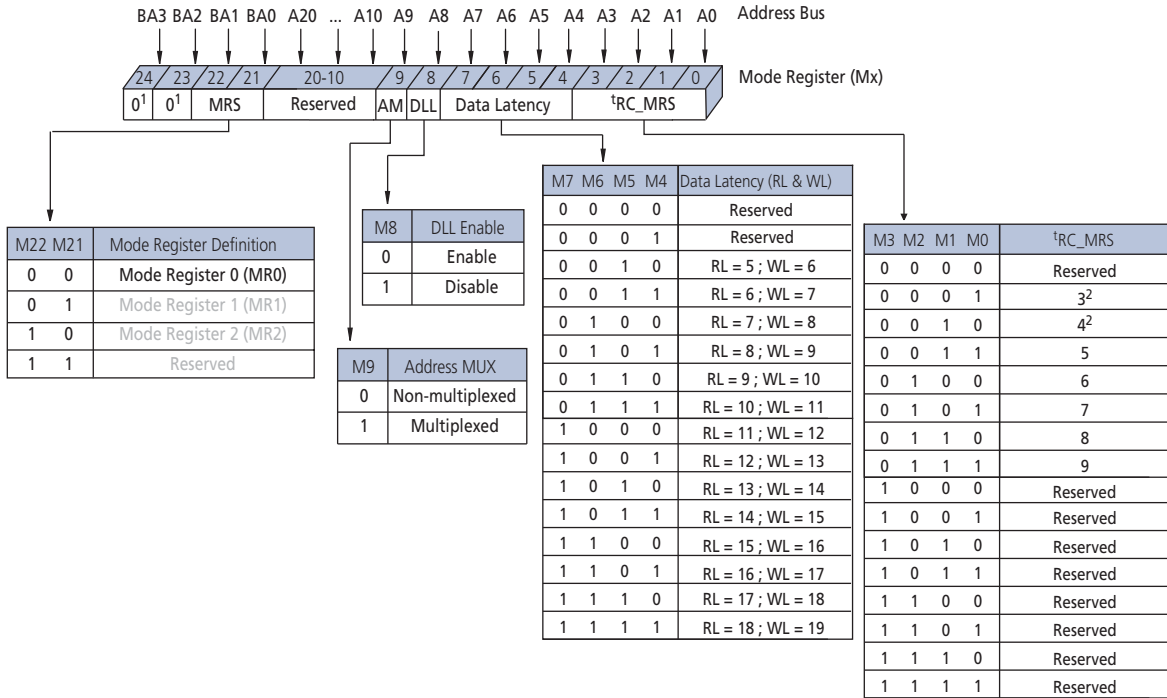 BA3 BA2 BA1 BA0 A20 ... A10 A9 A8 A7 A6 A5 A4 A3 A2 A1 A0 Address Bus
24 23 22 21 20-10 9 8 7 6 5 4 3 2 1 0 Mode Register (Mx)
0¹ 0¹ MRS Reserved AM DLL Data Latency ᵗRC_MRS
M22 M21 Mode Register Definition
0 0 Mode Register 0 (MR0)
0 1 Mode Register 1 (MR1)
1 0 Mode Register 2 (MR2)
1 1 Reserved
M8 DLL Enable
0 Enable
1 Disable
M9 Address MUX
0 Non-multiplexed
1 Multiplexed
M7 M6 M5 M4 Data Latency (RL & WL)
0 0 0 0 Reserved
0 0 0 1 Reserved
0 0 1 0 RL = 5 ; WL = 6
0 0 1 1 RL = 6 ; WL = 7
0 1 0 0 RL = 7 ; WL = 8
0 1 0 1 RL = 8 ; WL = 9
0 1 1 0 RL = 9 ; WL = 10
0 1 1 1 RL = 10 ; WL = 11
1 0 0 0 RL = 11 ; WL = 12
1 0 0 1 RL = 12 ; WL = 13
1 0 1 0 RL = 13 ; WL = 14
1 0 1 1 RL = 14 ; WL = 15
1 1 0 0 RL = 15 ; WL = 16
1 1 0 1 RL = 16 ; WL = 17
1 1 1 0 RL = 17 ; WL = 18
1 1 1 1 RL = 18 ; WL = 19
M3 M2 M1 M0 ᵗRC_MRS
0 0 0 0 Reserved
0 0 0 1 3²
0 0 1 0 4²
0 0 1 1 5
0 1 0 0 6
0 1 0 1 7
0 1 1 0 8
0 1 1 1 9
1 0 0 0 Reserved
1 0 0 1 Reserved
1 0 1 0 Reserved
1 0 1 1 Reserved
1 1 0 0 Reserved
1 1 0 1 Reserved
1 1 1 0 Reserved
1 1 1 1 Reserved